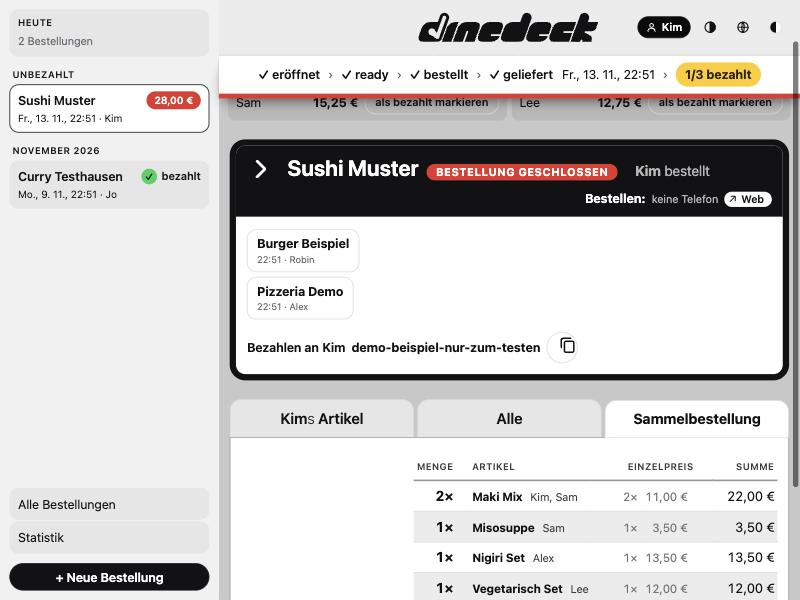 HEUTE
2 Bestellungen
UNBEZAHLT
Sushi Muster 28,00 €
Fr., 13. 11., 22:51 · Kim
NOVEMBER 2026
Curry Testhausen bezahlt
Mo., 9. 11., 22:51 · Jo
Alle Bestellungen
Statistik
+ Neue Bestellung
dinedeck
Kim
✓ eröffnet › ✓ ready › ✓ bestellt › ✓ geliefert Fr., 13. 11., 22:51 › 1/3 bezahlt
Sam 15,25 € als bezahlt markieren
Lee 12,75 € als bezahlt markieren
Sushi Muster BESTELLUNG GESCHLOSSEN Kim bestellt
Bestellen: keine Telefon ↗ Web
Burger Beispiel
22:51 · Robin
Pizzeria Demo
22:51 · Alex
Bezahlen an Kim demo-beispiel-nur-zum-testen
Kims Artikel
Alle
Sammelbestellung
MENGE ARTIKEL EINZELPREIS SUMME
2× Maki Mix Kim, Sam 2× 11,00 € 22,00 €
1× Misosuppe Sam 1× 3,50 € 3,50 €
1× Nigiri Set Alex 1× 13,50 € 13,50 €
1× Vegetarisch Set Lee 1× 12,00 € 12,00 €